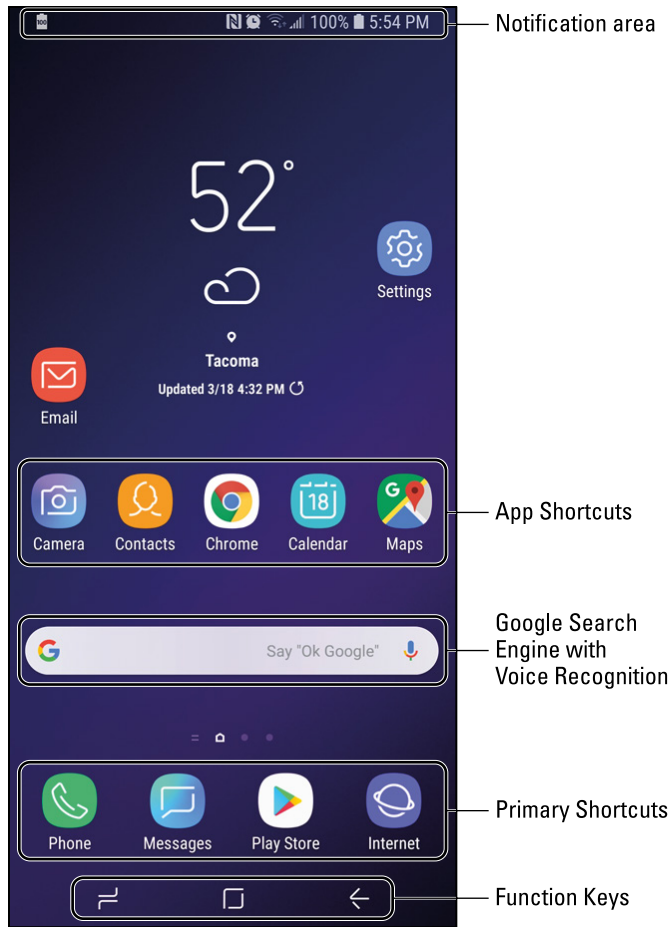 100
N
100%
5:54 PM
Notification area
52°
Settings
Tacoma
Updated 3/18 4:32 PM
Email
G
18
Camera
Contacts
Chrome
Calendar
Maps
App Shortcuts
G
Say "Ok Google"
Google Search
Engine with
Voice Recognition
Phone
Messages
Play Store
Internet
Primary Shortcuts
Function Keys